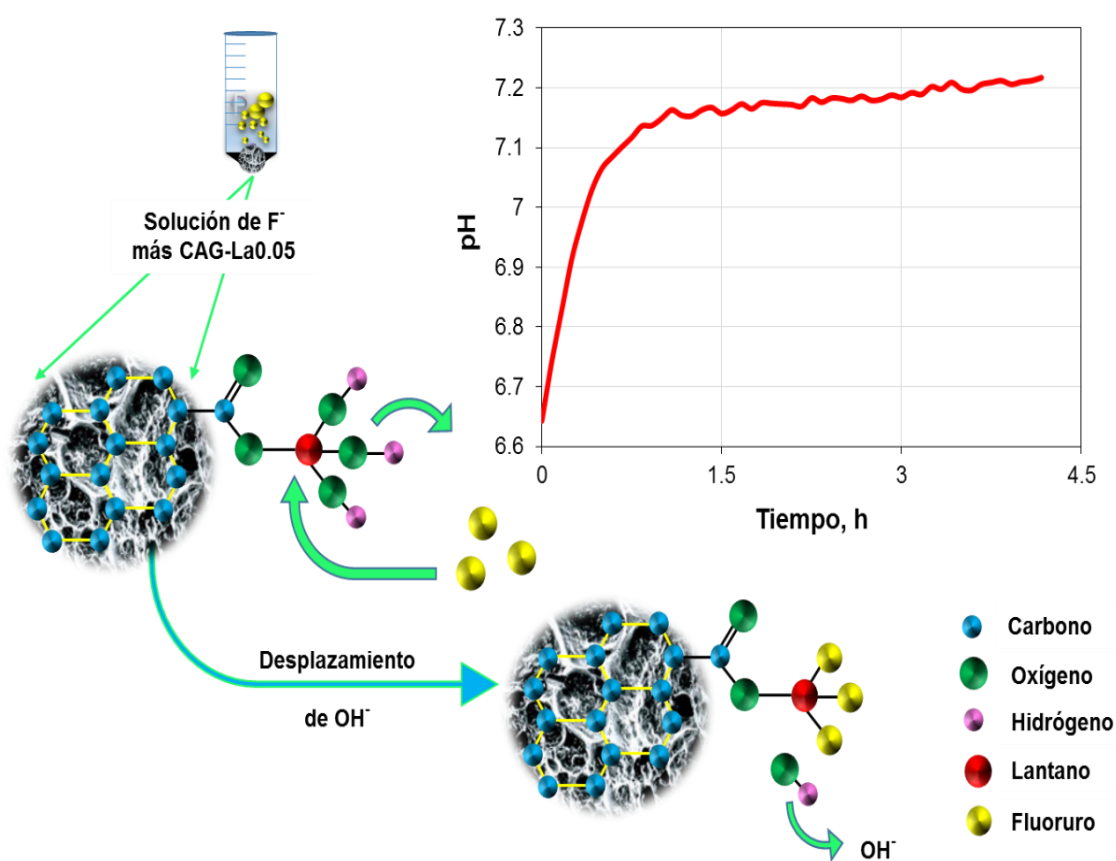 Solución de F⁻
más CAG-La0.05
7.3
7.2
7.1
7
6.9
6.8
6.7
6.6
pH
0
1.5
3
4.5
Tiempo, h
Desplazamiento
de OH⁻
Carbono
Oxígeno
Hidrógeno
Lantano
Fluoruro
OH⁻